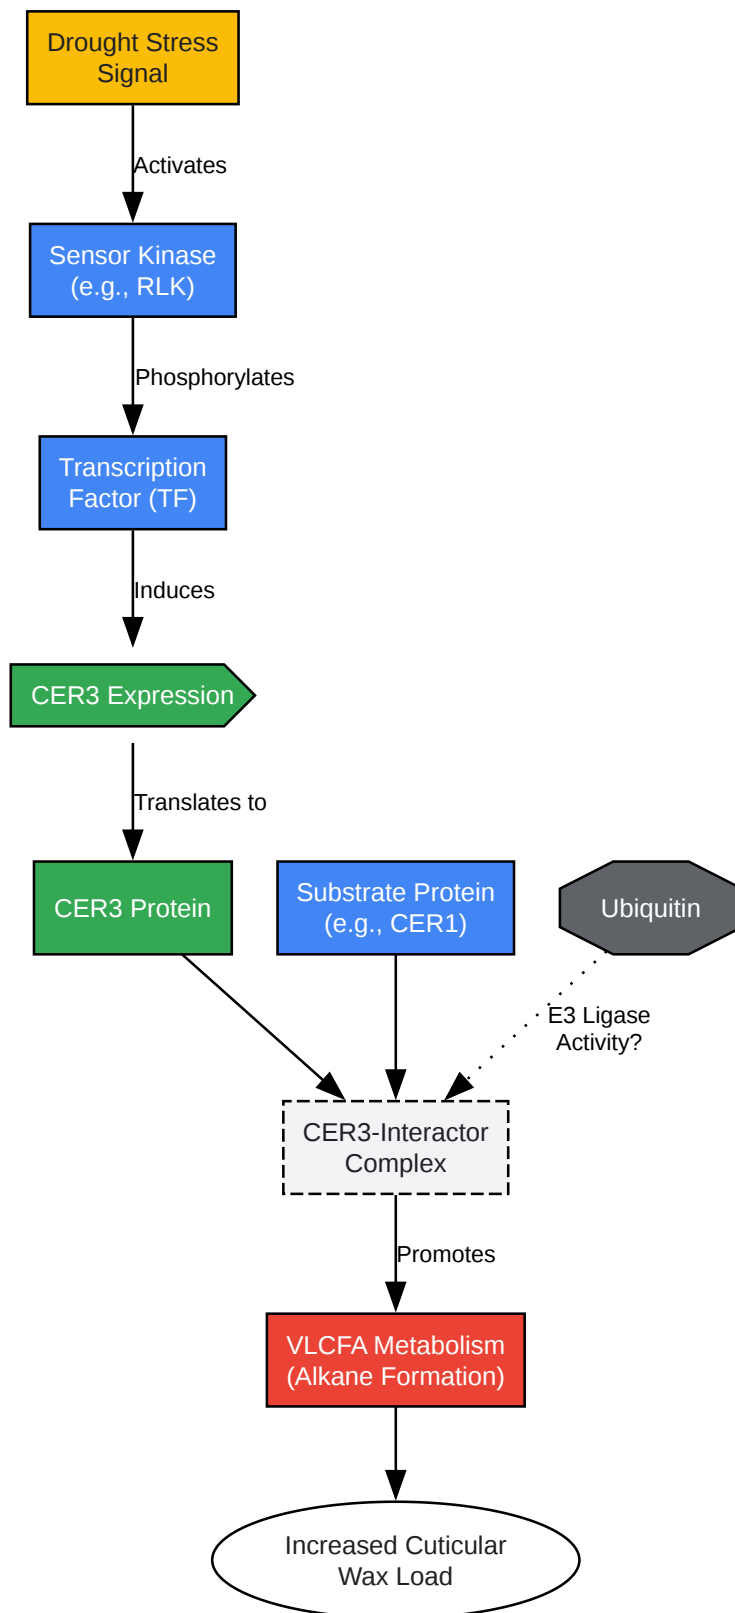 Drought Stress
Signal
Activates
Sensor Kinase
(e.g., RLK)
Phosphorylates
Transcription
Factor (TF)
Induces
CER3 Expression
Translates to
CER3 Protein
Substrate Protein
(e.g., CER1)
Ubiquitin
E3 Ligase
Activity?
CER3-Interactor
Complex
Promotes
VLCFA Metabolism
(Alkane Formation)
Increased Cuticular
Wax Load